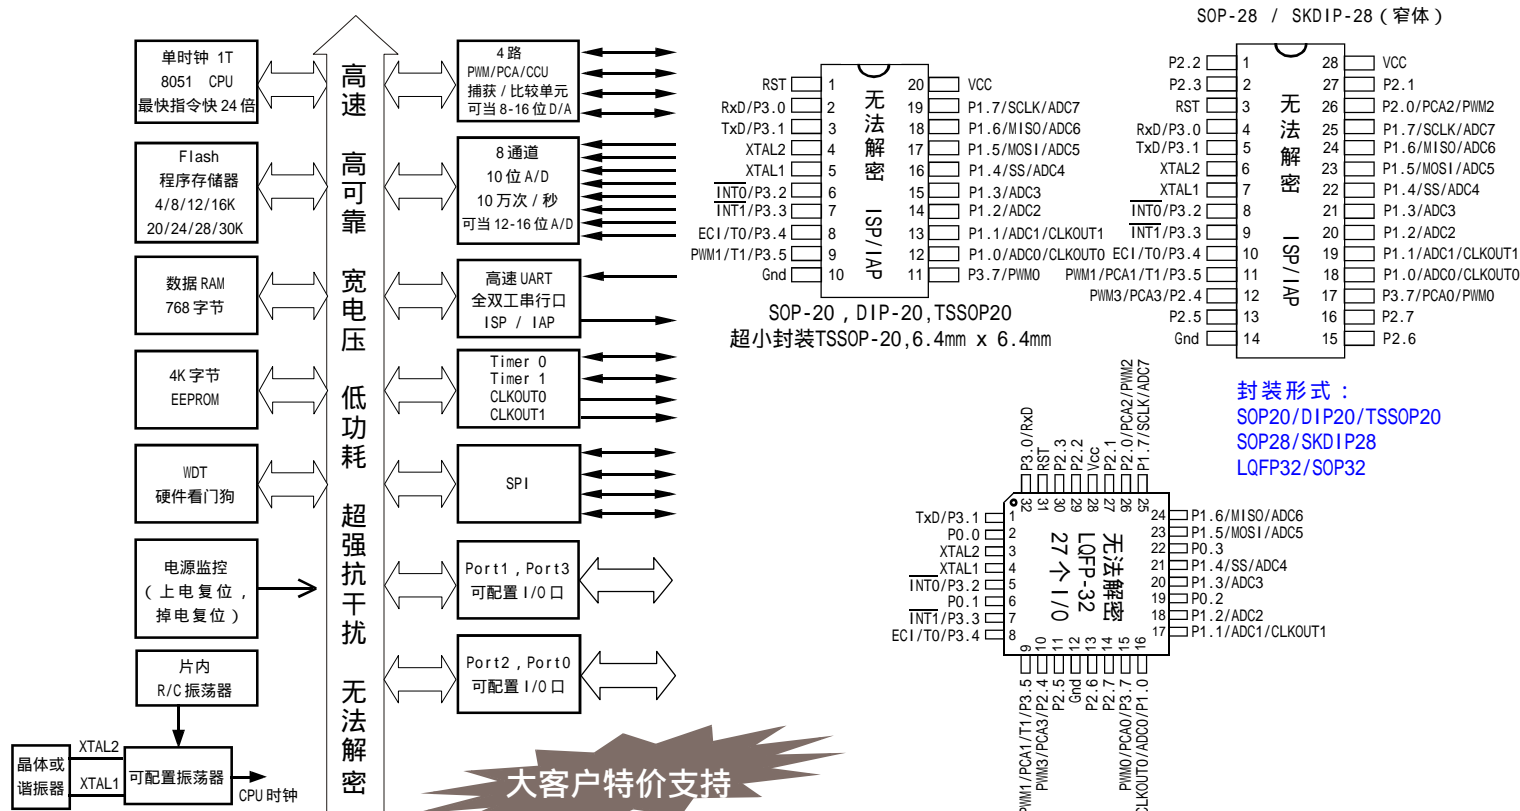 单时钟 1T
8051 CPU
最快指令快 24 倍
Flash
程序存储器
4/8/12/16K
20/24/28/30K
数据 RAM
768 字节
4K 字节
EEPROM
WDT
硬件看门狗
电源监控
(上电复位,
掉电复位)
片内
R/C 振荡器
晶体或
谐振器
XTAL2
XTAL1
可配置振荡器
CPU 时钟
高速 高可靠 宽电压 低功耗 超强抗干扰 无法解密
4 路
PWM/PCA/CCU
捕获 / 比较单元
可当 8-16 位 D/A
8 通道
10 位 A/D
10 万次 / 秒
可当 12-16 位 A/D
高速 UART
全双工串行口
ISP / IAP
Timer 0
Timer 1
CLKOUT0
CLKOUT1
SPI
Port1 , Port3
可配置 I/O 口
Port2 , Port0
可配置 I/O 口
大客户特价支持
RST 1
RxD/P3.0 2
TxD/P3.1 3
XTAL2 4
XTAL1 5
INT0/P3.2 6
INT1/P3.3 7
ECI/T0/P3.4 8
PWM1/T1/P3.5 9
Gnd 10
无法解密 ISP/IAP
20 VCC
19 P1.7/SCLK/ADC7
18 P1.6/MISO/ADC6
17 P1.5/MOSI/ADC5
16 P1.4/SS/ADC4
15 P1.3/ADC3
14 P1.2/ADC2
13 P1.1/ADC1/CLKOUT1
12 P1.0/ADC0/CLKOUT0
11 P3.7/PWM0
SOP-20 , DIP-20,TSSOP20
超小封装TSSOP-20,6.4mm x 6.4mm
SOP-28 / SKDIP-28 (窄体)
P2.2 1
P2.3 2
RST 3
RxD/P3.0 4
TxD/P3.1 5
XTAL2 6
XTAL1 7
INT0/P3.2 8
INT1/P3.3 9
ECI/T0/P3.4 10
PWM1/PCA1/T1/P3.5 11
PWM3/PCA3/P2.4 12
P2.5 13
Gnd 14
无法解密 ISP/IAP
28 VCC
27 P2.1
26 P2.0/PCA2/PWM2
25 P1.7/SCLK/ADC7
24 P1.6/MISO/ADC6
23 P1.5/MOSI/ADC5
22 P1.4/SS/ADC4
21 P1.3/ADC3
20 P1.2/ADC2
19 P1.1/ADC1/CLKOUT1
18 P1.0/ADC0/CLKOUT0
17 P3.7/PCA0/PWM0
16 P2.7
15 P2.6
封装形式 :
SOP20/DIP20/TSSOP20
SOP28/SKDIP28
LQFP32/SOP32
P3.0/RxD 32
RST 31
P2.3 30
P2.2 29
Vcc 28
P2.1 27
P2.0/PCA2/PWM2 26
P1.7/SCLK/ADC7 25
TxD/P3.1 1
P0.0 2
XTAL2 3
XTAL1 4
INT0/P3.2 5
P0.1 6
INT1/P3.3 7
ECI/T0/P3.4 8
无法解密
LQFP-32
27 个 I/O
24 P1.6/MISO/ADC6
23 P1.5/MOSI/ADC5
22 P0.3
21 P1.4/SS/ADC4
20 P1.3/ADC3
19 P0.2
18 P1.2/ADC2
17 P1.1/ADC1/CLKOUT1
PWM1/PCA1/T1/P3.5 9
PWM3/PCA3/P2.4 10
P2.5 11
Gnd 12
P2.6 13
P2.7 14
PWM0/PCA0/P3.7 15
CLKOUT0/ADC0/P1.0 16